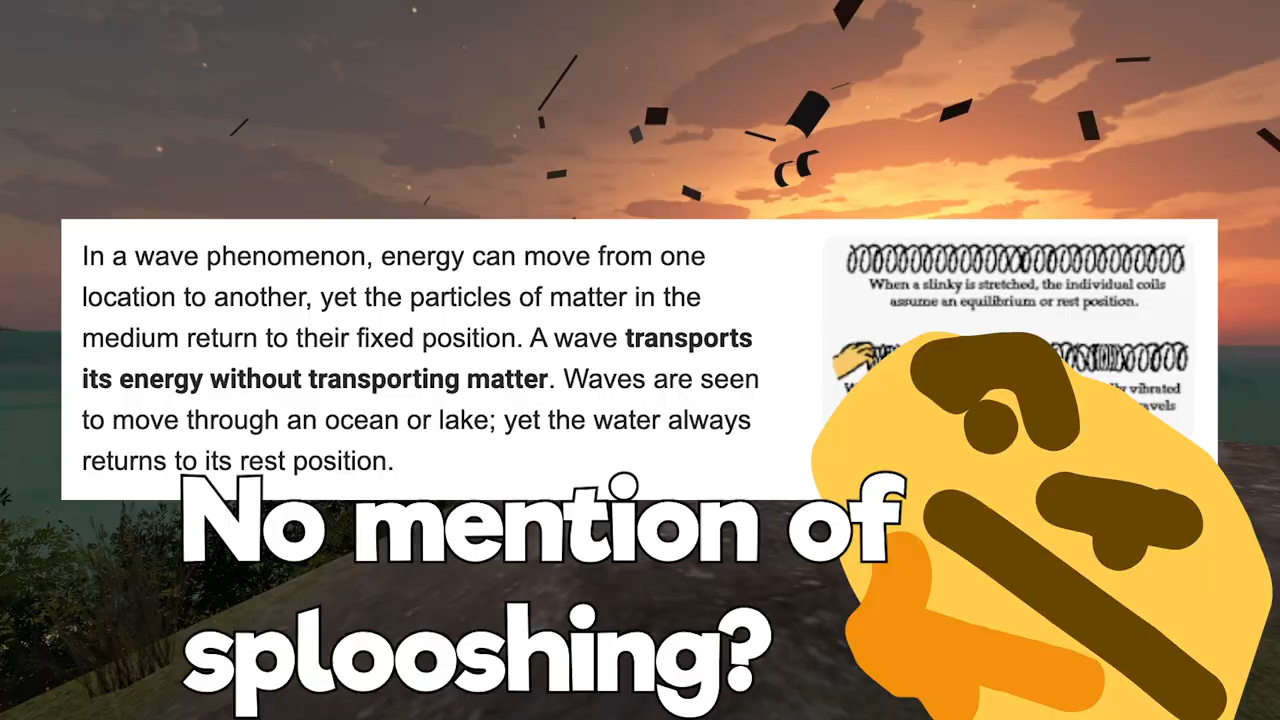 In a wave phenomenon, energy can move from one
location to another, yet the particles of matter in the
medium return to their fixed position. A wave transports
its energy without transporting matter. Waves are seen
to move through an ocean or lake; yet the water always
returns to its rest position.
When a slinky is stretched, the individual coils
assume an equilibrium or rest position.
vibrated
No mention of
splooshing?